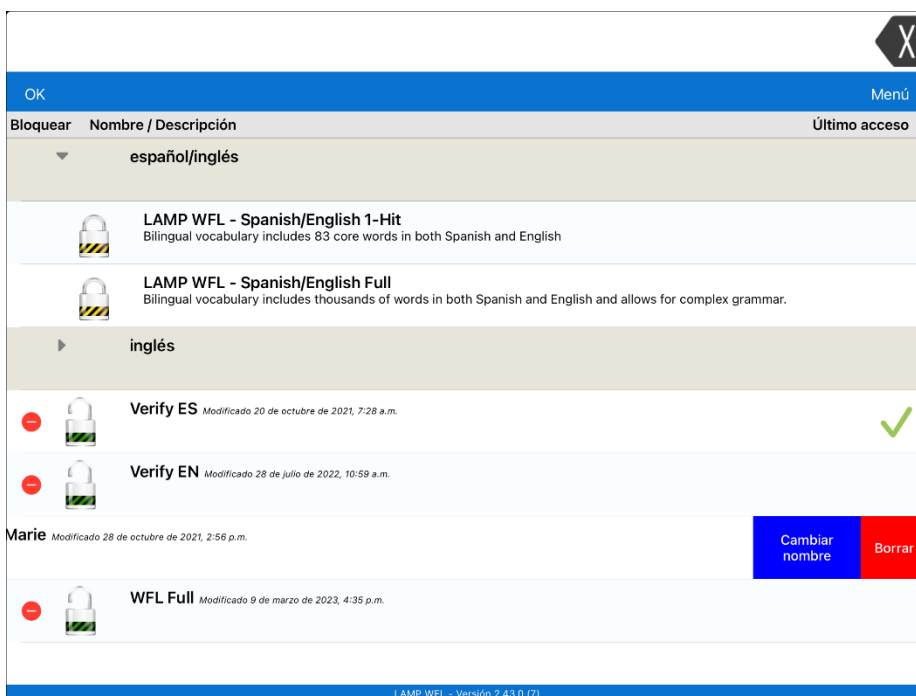 OK Menú
Bloquear Nombre / Descripción Último acceso
español/inglés
LAMP WFL - Spanish/English 1-Hit
Bilingual vocabulary includes 83 core words in both Spanish and English
LAMP WFL - Spanish/English Full
Bilingual vocabulary includes thousands of words in both Spanish and English and allows for complex grammar.
inglés
Verify ES Modificado 20 de octubre de 2021, 7:28 a.m.
Verify EN Modificado 28 de julio de 2022, 10:59 a.m.
Marie Modificado 28 de octubre de 2021, 2:56 p.m.
Cambiar
nombre
Borrar
WFL Full Modificado 9 de marzo de 2023, 4:35 p.m.
LAMP WFL - Versión 2.43.0 (7)